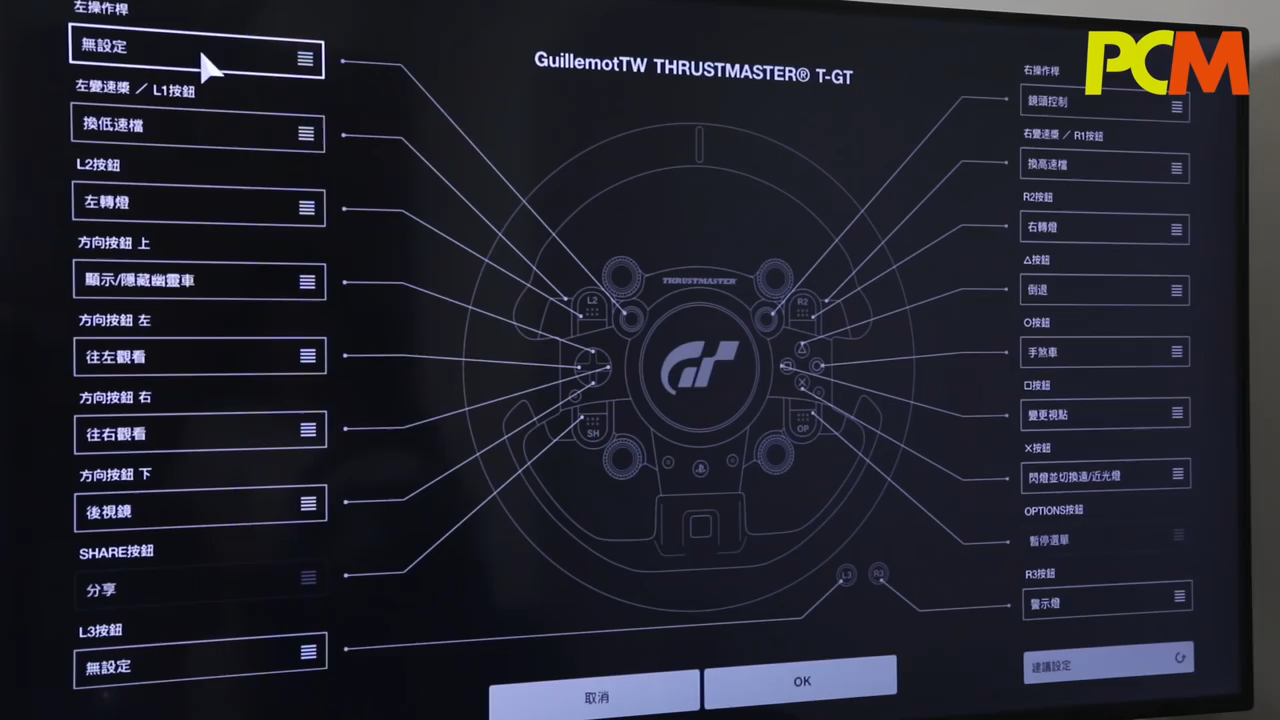 左操作桿
無設定
左變速槳 ／ L1按鈕
換低速檔
L2按鈕
左轉燈
方向按鈕 上
顯示/隱藏幽靈車
方向按鈕 左
往左觀看
方向按鈕 右
往右觀看
方向按鈕 下
後視鏡
SHARE按鈕
分享
L3按鈕
無設定
GuillemotTW THRUSTMASTER® T-GT
THRUSTMASTER
L2
R2
SH
OP
L3
R3
取消
OK
PCM
右操作桿
鏡頭控制
右變速槳 ／ R1按鈕
換高速檔
R2按鈕
右轉燈
△按鈕
倒退
O按鈕
手煞車
口按鈕
變更視點
✕按鈕
閃燈並切換遠/近光燈
OPTIONS按鈕
暫停選單
R3按鈕
警示燈
建議設定